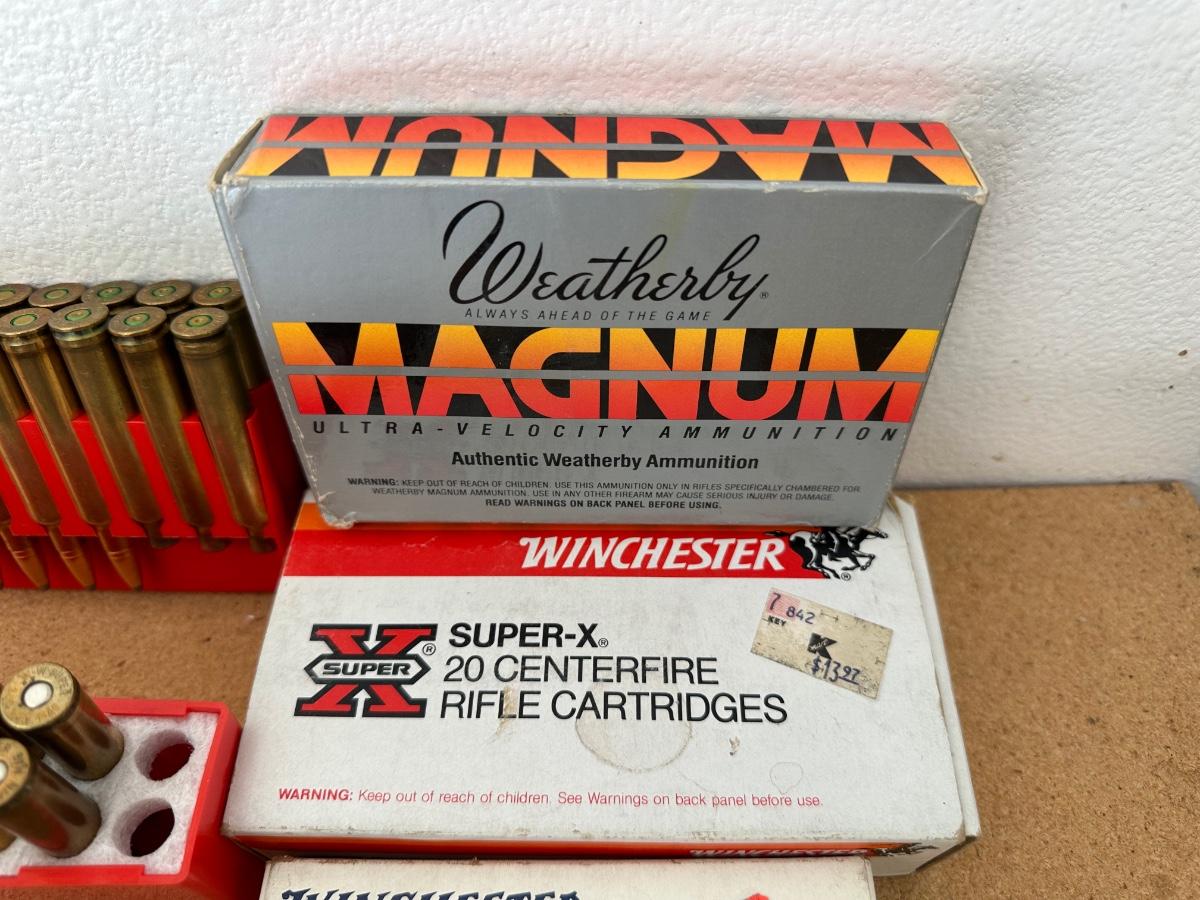 MAGNUM
Weatherby®
ALWAYS AHEAD OF THE GAME
MAGNUM
ULTRA-VELOCITY AMMUNITION
Authentic Weatherby Ammunition
WARNING: KEEP OUT OF REACH OF CHILDREN. USE THIS AMMUNITION ONLY IN RIFLES SPECIFICALLY CHAMBERED FOR
WEATHERBY MAGNUM AMMUNITION. USE IN ANY OTHER FIREARM MAY CAUSE SERIOUS INJURY OR DAMAGE.
READ WARNINGS ON BACK PANEL BEFORE USING.
WINCHESTER®
7 842
KEY
K
$13.97
X SUPER®
SUPER-X®
20 CENTERFIRE
RIFLE CARTRIDGES
WARNING: Keep out of reach of children. See Warnings on back panel before use.
WINCHESTER
WINCHESTER